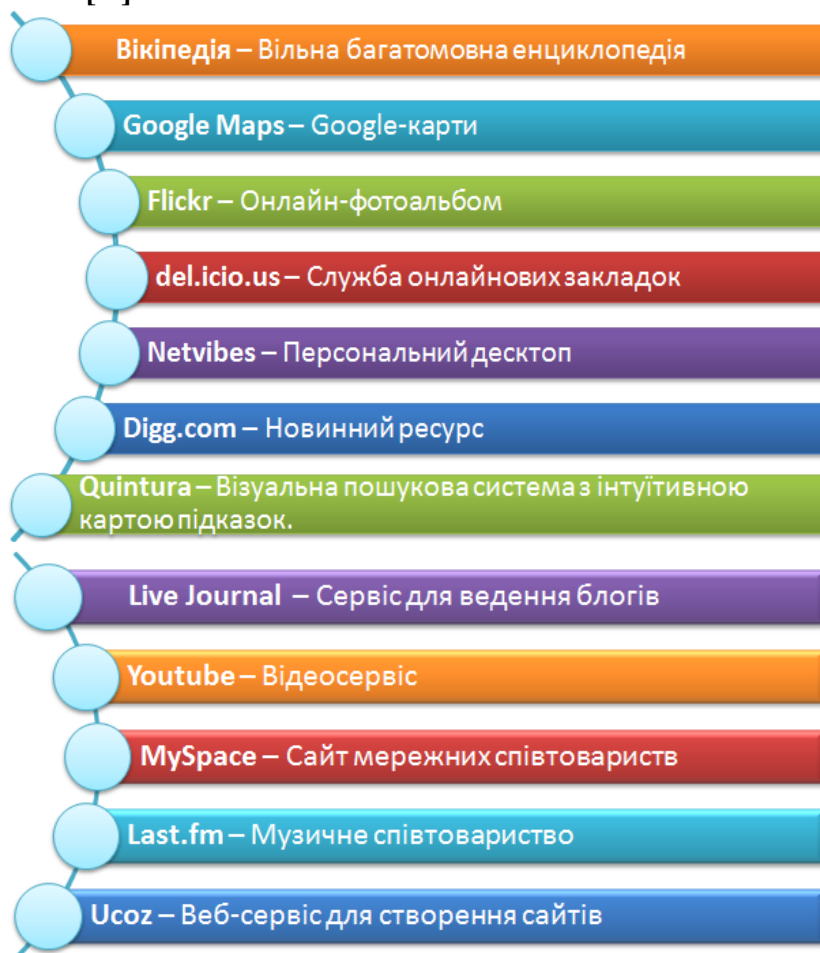 Вікіпедія – Вільна багатомовна енциклопедія
Google Maps – Google-карти
Flickr – Онлайн-фотоальбом
del.icio.us – Служба онлайнових закладок
Netvibes – Персональний десктоп
Digg.com – Новинний ресурс
Quintura – Візуальна пошукова система з інтуїтивною
картою підказок.
Live Journal – Сервіс для ведення блогів
Youtube – Відеосервіс
MySpace – Сайт мережних співтовариств
Last.fm – Музичне співтовариство
Ucoz – Веб-сервіс для створення сайтів